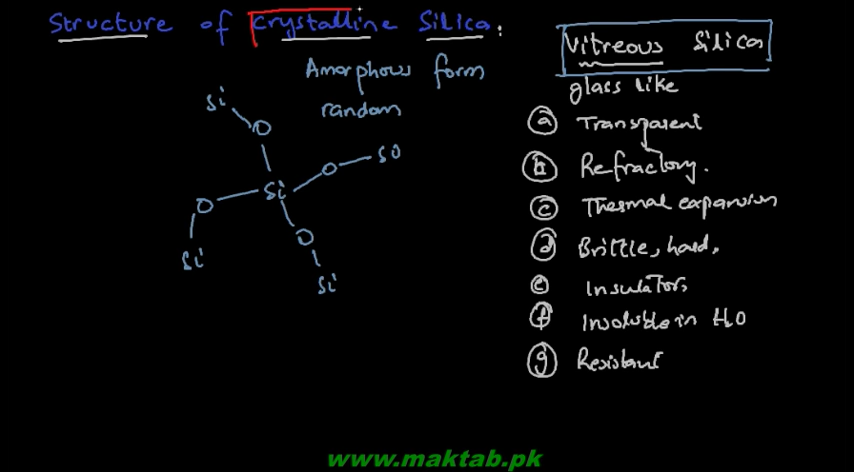 Structure of Crystalline Silica.
Amorphous form
random
Si
O
O — SO
Si
O
O
Si
Si
Vitreous Silica
glass like
a Transparent
b Refractory.
c Thermal expansion
d Brittle, hard,
e Insulators
f Insoluble in H2O
g Resistant
www.maktab.pk